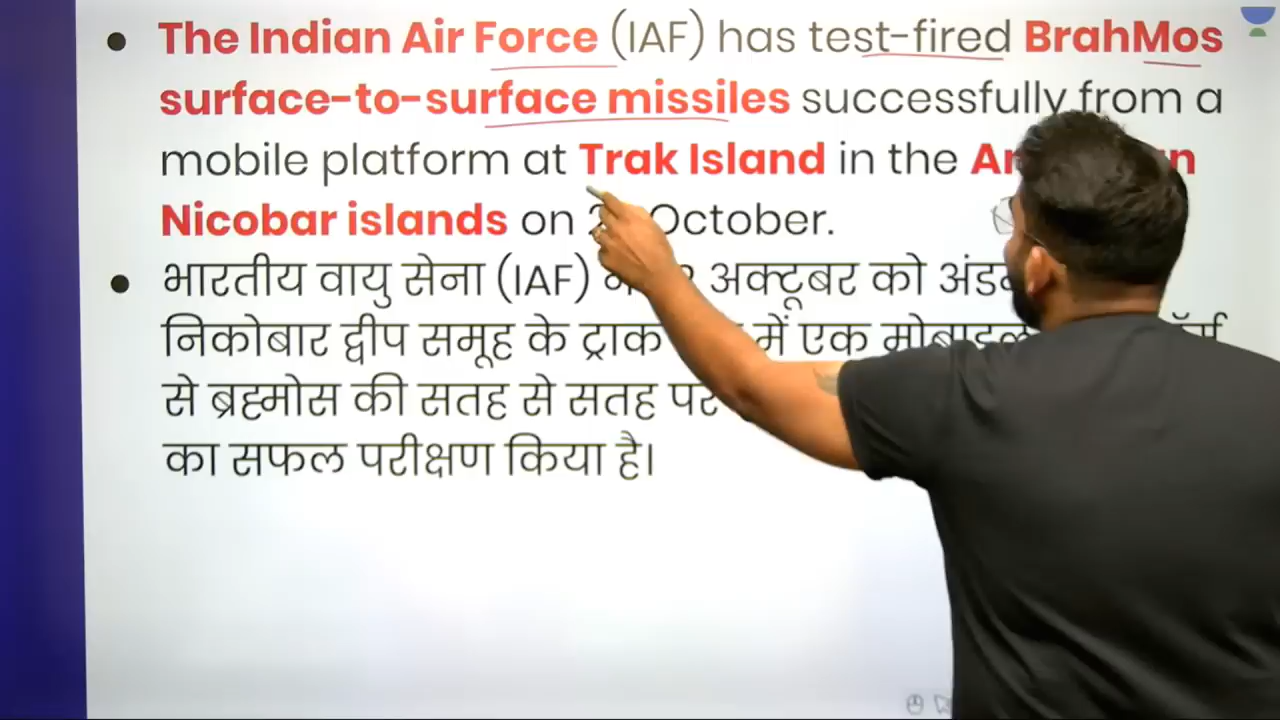 The Indian Air Force (IAF) has test-fired BrahMos
surface-to-surface missiles successfully from a
mobile platform at Trak Island in the
Nicobar islands on October.
भारतीय वायु सेना (IAF) अक्टूबर को
निकोबार द्वीप समूह के ट्राक में एक
से ब्रह्मोस की सतह से सतह पर
का सफल परीक्षण किया है।